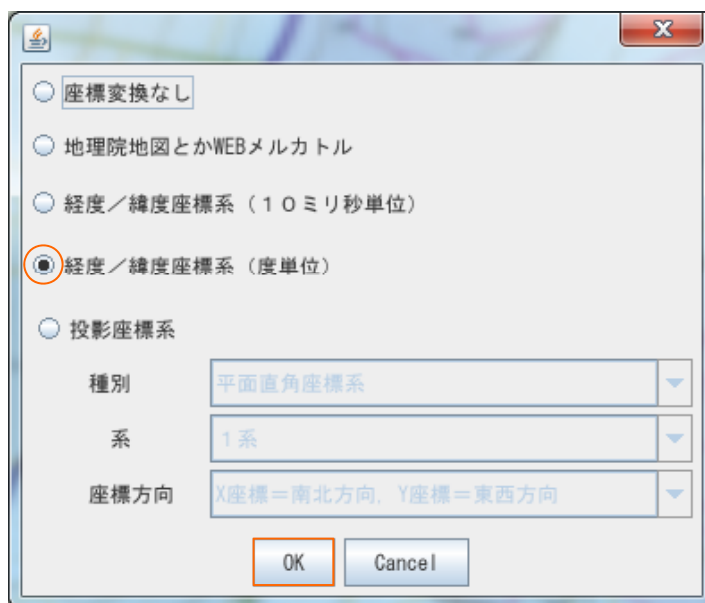 座標変換なし
地理院地図とかWEBメルカトル
経度／緯度座標系（１０ミリ秒単位）
経度／緯度座標系（度単位）
投影座標系
種別 平面直角座標系
系 １系
座標方向 X座標＝南北方向, Y座標＝東西方向
OK Cancel